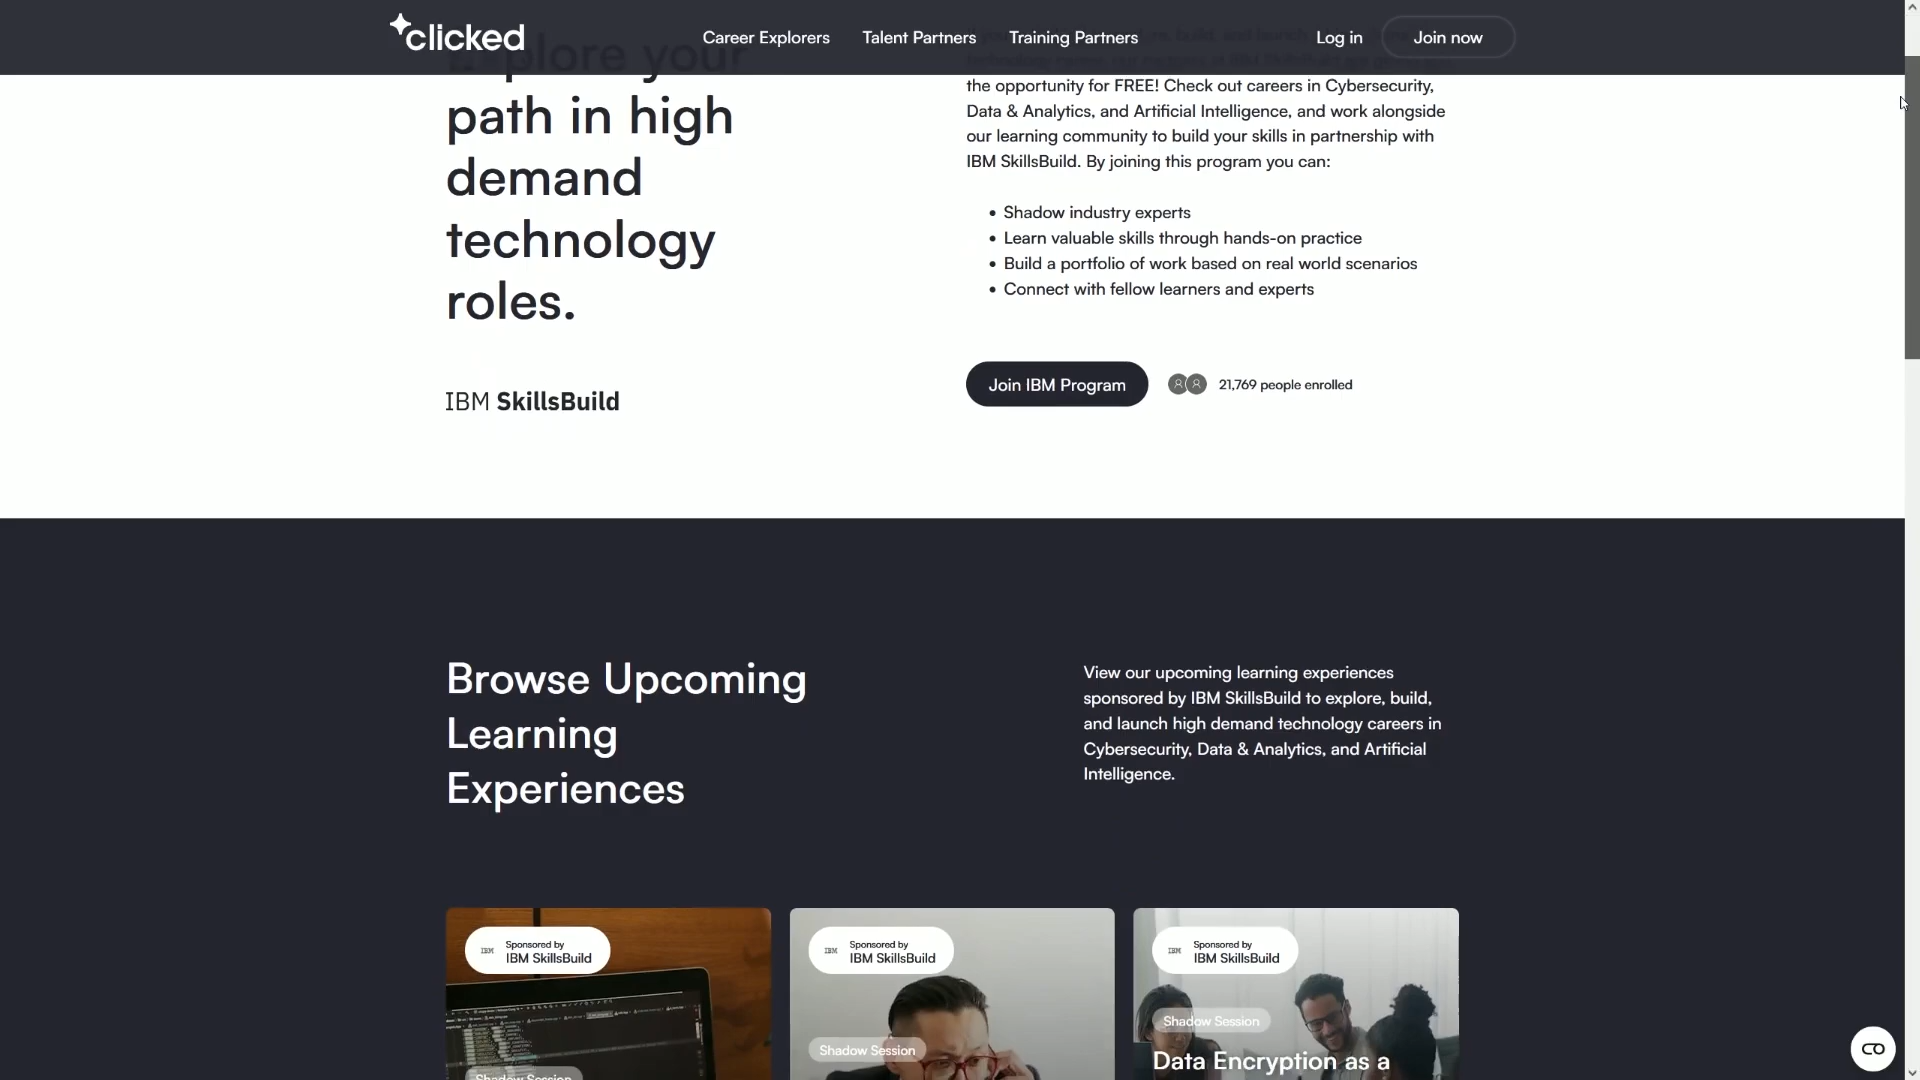 clicked
Career Explorers
Talent Partners
Training Partners
Log in
Join now
Explore your
path in high
demand
technology
roles.
IBM SkillsBuild
the opportunity for FREE! Check out careers in Cybersecurity,
Data & Analytics, and Artificial Intelligence, and work alongside
our learning community to build your skills in partnership with
IBM SkillsBuild. By joining this program you can:
• Shadow industry experts
• Learn valuable skills through hands-on practice
• Build a portfolio of work based on real world scenarios
• Connect with fellow learners and experts
Join IBM Program
21,769 people enrolled
Browse Upcoming
Learning
Experiences
View our upcoming learning experiences
sponsored by IBM SkillsBuild to explore, build,
and launch high demand technology careers in
Cybersecurity, Data & Analytics, and Artificial
Intelligence.
IBM
Sponsored by
IBM SkillsBuild
Shadow Session
IBM
Sponsored by
IBM SkillsBuild
Shadow Session
IBM
Sponsored by
IBM SkillsBuild
Shadow Session
Data Encryption as a